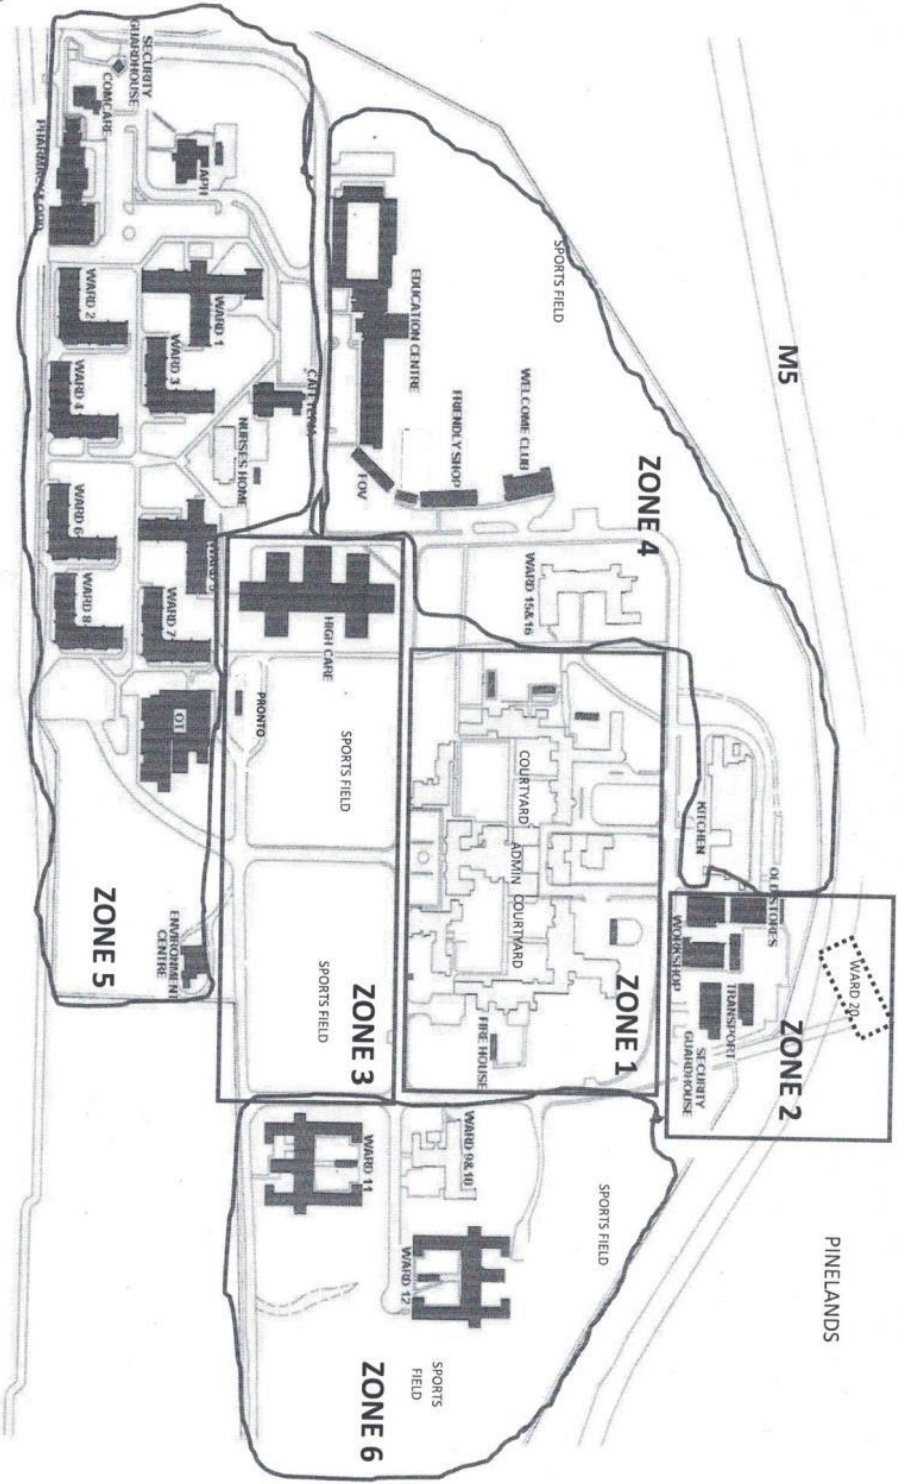 M5
PINELANDS
ZONE 4
SPORTS FIELD
WELCOME CLUB
FRIENDLY SHOP
EDUCATION CENTRE
FOV
WARD 15&16
KITCHEN
ZONE 2
WARD 20
OLD STORES
WORKSHOP
TRANSPORT
SECURITY
GUARDHOUSE
ZONE 1
COURTYARD
ADMIN
COURTYARD
FIRE HOUSE
ZONE 3
HIGH CARE
PRONTO
SPORTS FIELD
SPORTS FIELD
ZONE 6
SPORTS FIELD
WARD 9&10
WARD 11
WARD 12
SPORTS
FIELD
ZONE 5
SECURITY
GUARDHOUSE
COMCARE
APH
WARD 1
WARD 2
WARD 3
WARD 4
CAFETERIA
NURSES HOME
WARD 6
WARD 7
WARD 8
OT
ENVIRONMENT
CENTRE